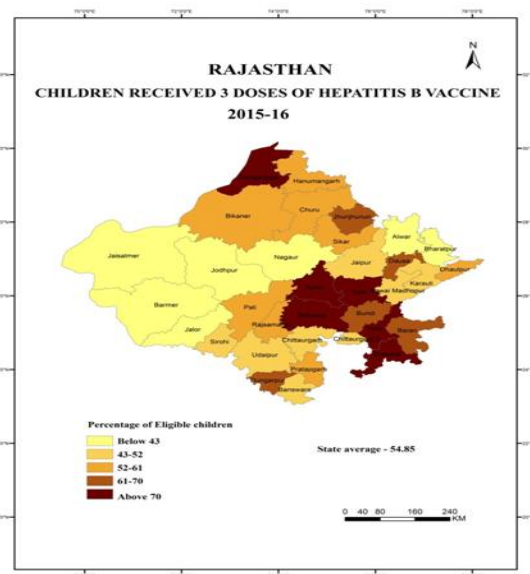 N
RAJASTHAN
CHILDREN RECEIVED 3 DOSES OF HEPATITIS B VACCINE
2015-16
Hanumangarh
Churu
Jhunjhunun
Bikaner
Sikar
Alwar
Bharatpur
Jaisalmer
Nagaur
Jaipur
Dausa
Dhaulpur
Jodhpur
Karauli
Sawai Madhopur
Barmer
Pali
Bundi
Rajsamand
Baran
Jalor
Sirohi
Chittaurgarh
Chittaurga
Udaipur
Pratapgarh
Dungarpur
Banswara
Percentage of Eligible children
Below 43
43-52
52-61
61-70
Above 70
State average - 54.85
0 40 80 160 240
KM